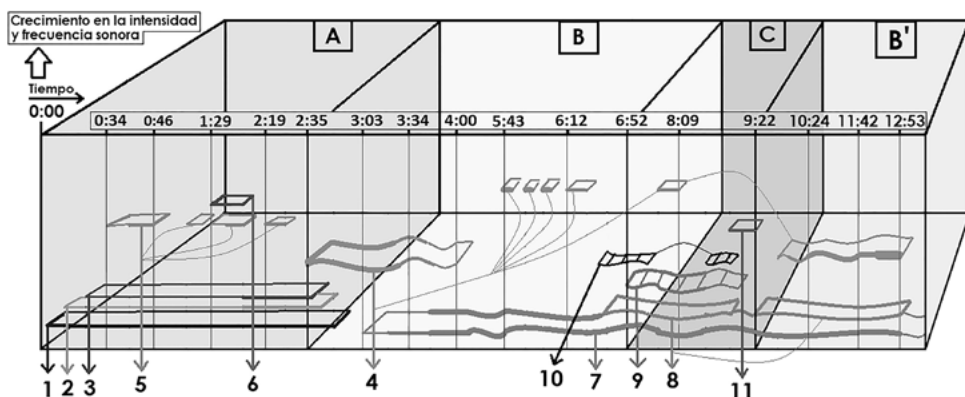 Crecimiento en la intensidad
y frecuencia sonora
A
B
C
B'
Tiempo
0:00
0:34 0:46 1:29 2:19 2:35 3:03 3:34 4:00 5:43 6:12 6:52 8:09 9:22 10:24 11:42 12:53
1 2 3 5 6 4 10 7 9 8 11